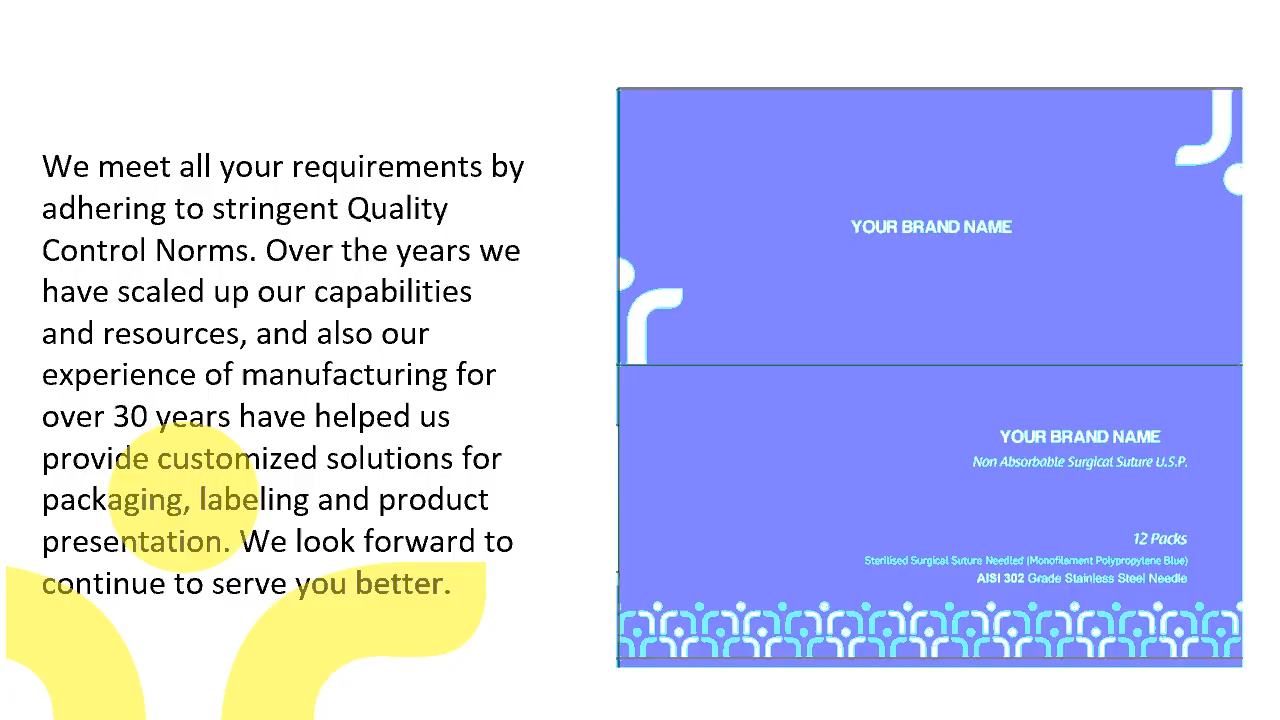 We meet all your requirements by
adhering to stringent Quality
Control Norms. Over the years we
have scaled up our capabilities
and resources, and also our
experience of manufacturing for
over 30 years have helped us
provide customized solutions for
packaging, labeling and product
presentation. We look forward to
continue to serve you better.
YOUR BRAND NAME
YOUR BRAND NAME
Non Absorbable Surgical Suture U.S.P.
12 Packs
Sterilised Surgical Suture Needled (Monofilament Polypropylene Blue)
AISI 302 Grade Stainless Steel Needle